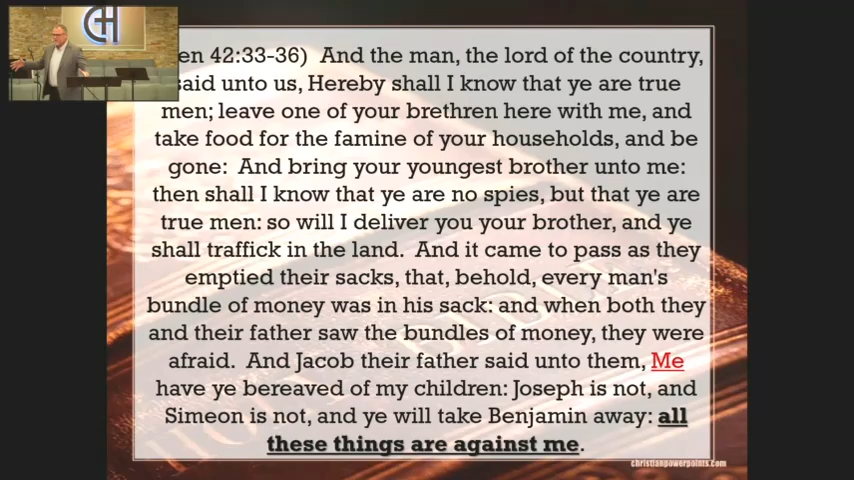 CH
en 42:33-36) And the man, the lord of the country,
said unto us, Hereby shall I know that ye are true
men; leave one of your brethren here with me, and
take food for the famine of your households, and be
gone: And bring your youngest brother unto me:
then shall I know that ye are no spies, but that ye are
true men: so will I deliver you your brother, and ye
shall traffick in the land. And it came to pass as they
emptied their sacks, that, behold, every man's
bundle of money was in his sack: and when both they
and their father saw the bundles of money, they were
afraid. And Jacob their father said unto them, Me
have ye bereaved of my children: Joseph is not, and
Simeon is not, and ye will take Benjamin away: all
these things are against me.
christianpowerpoints.com